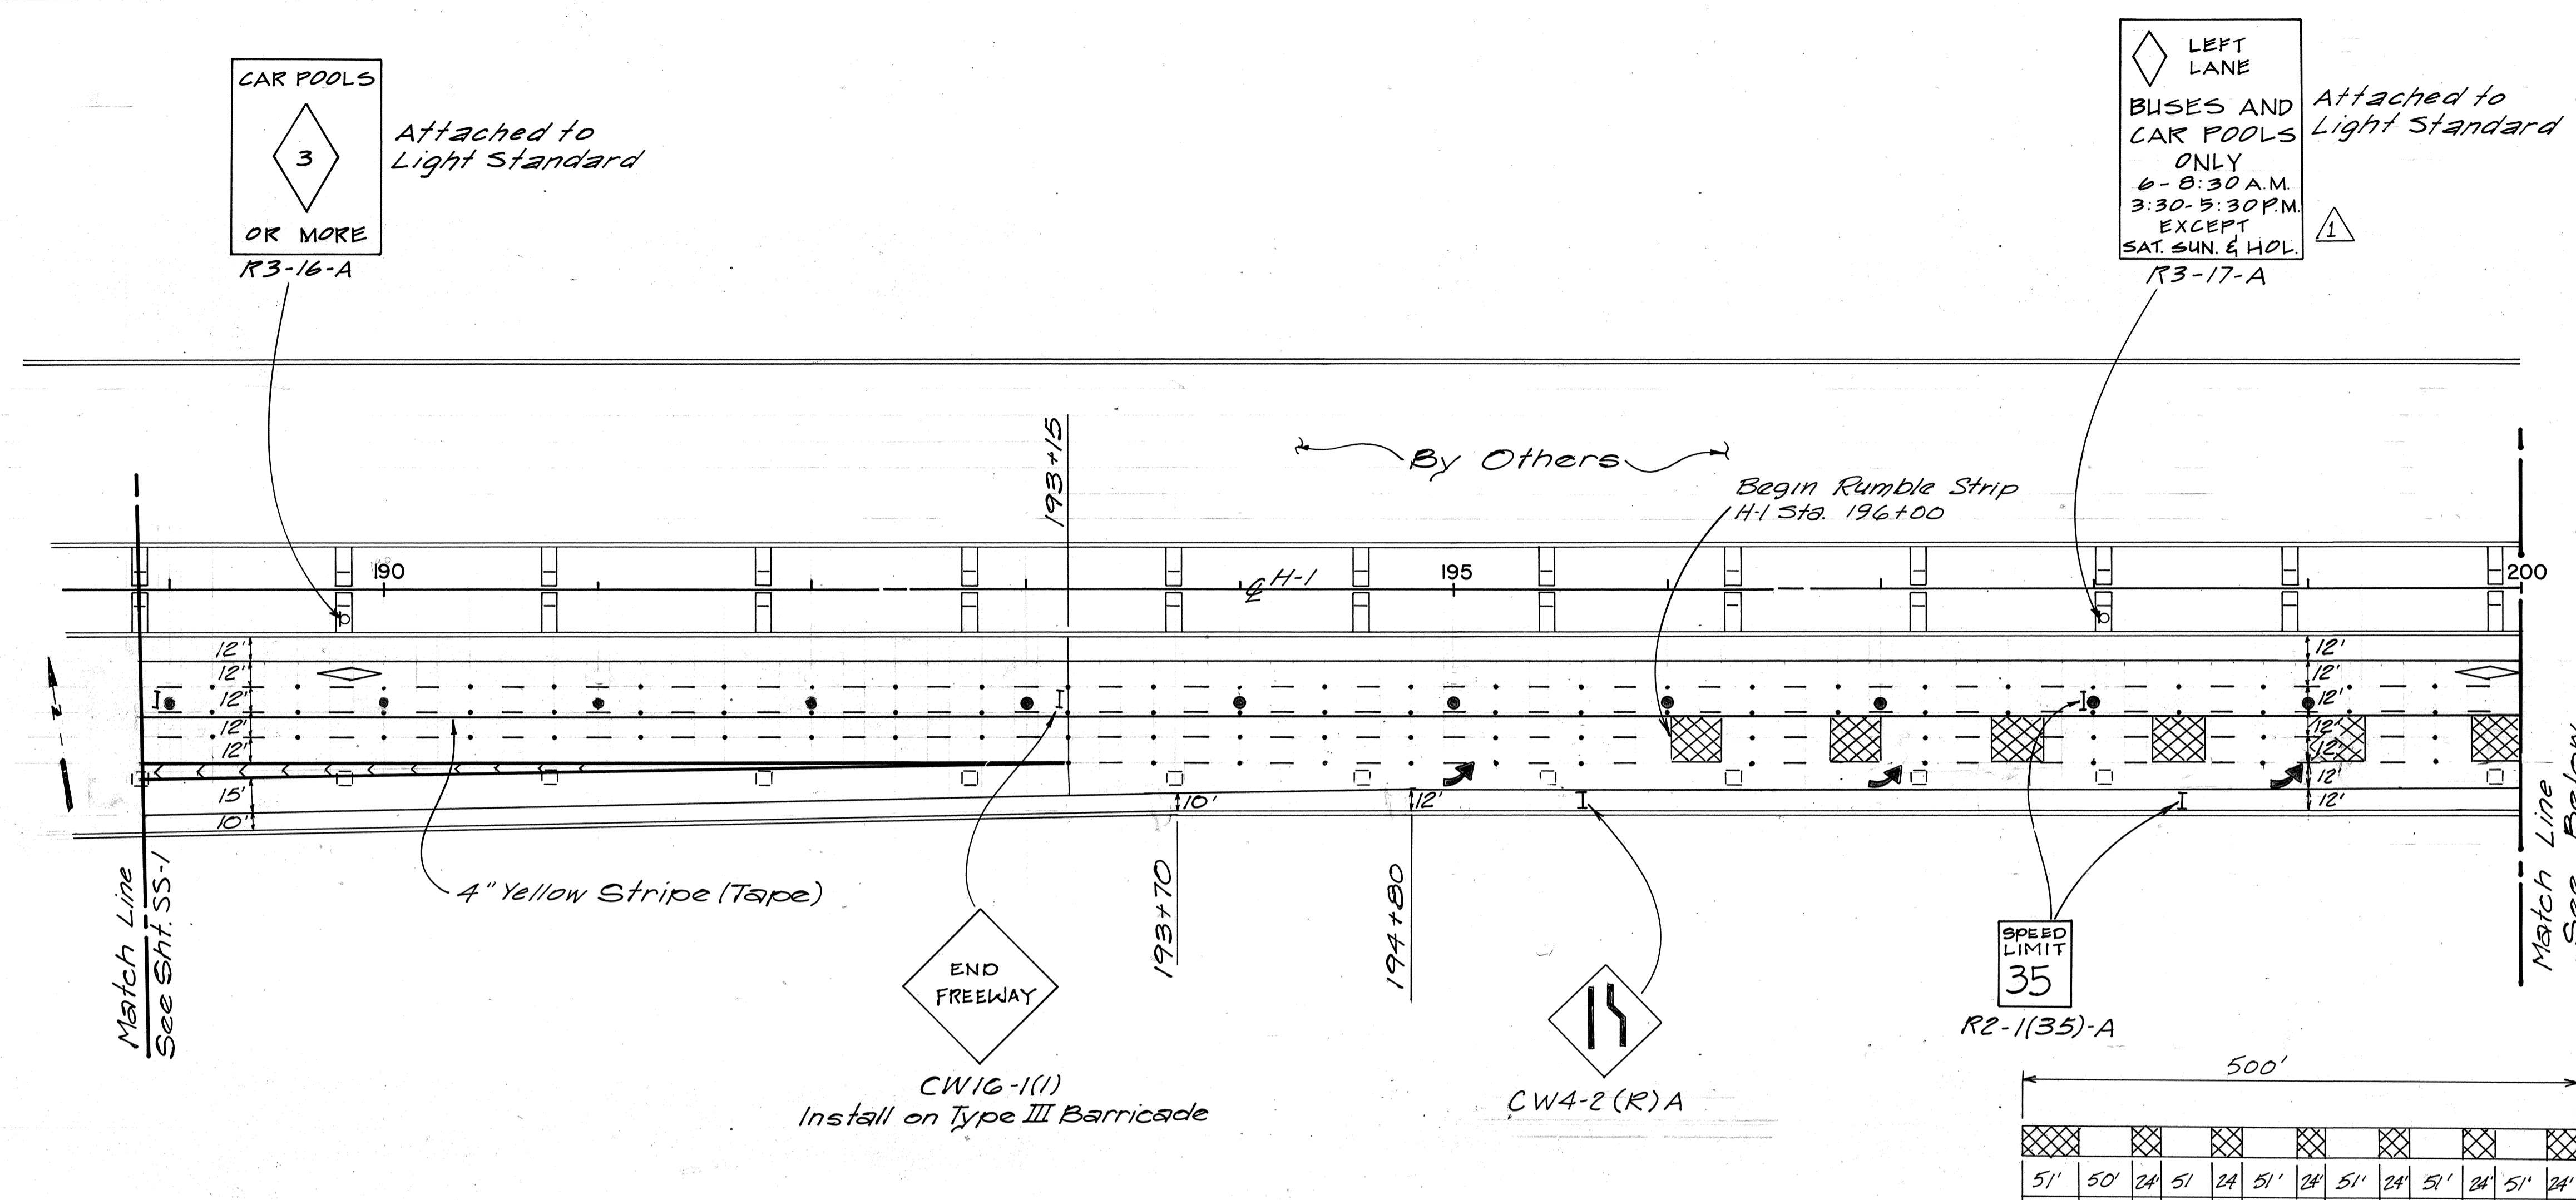 CAR POOLS
3
OR MORE
R3-16-A
Attached to
Light Standard
LEFT
LANE
BUSES AND
CAR POOLS
ONLY
6-8:30 A.M.
3:30-5:30 P.M.
EXCEPT
SAT. SUN. & HOL.
R3-17-A
Attached to
Light Standard
1
193+15
By Others
Begin Rumble Strip
H-1 Sta. 196+00
190
℄ H-1
195
200
12'
12'
12'
12'
12'
15'
10'
10'
12'
12'
12'
12'
12'
12'
12'
12'
Match Line
See Sht. SS-1
4" Yellow Stripe (Tape)
END
FREEWAY
CW16-1(1)
Install on Type III Barricade
193+70
194+80
CW4-2(R)A
SPEED
LIMIT
35
R2-1(35)-A
Match Line
See Below
500'
51' 50' 24' 51 24 51' 24' 51' 24' 51' 24' 51' 24'